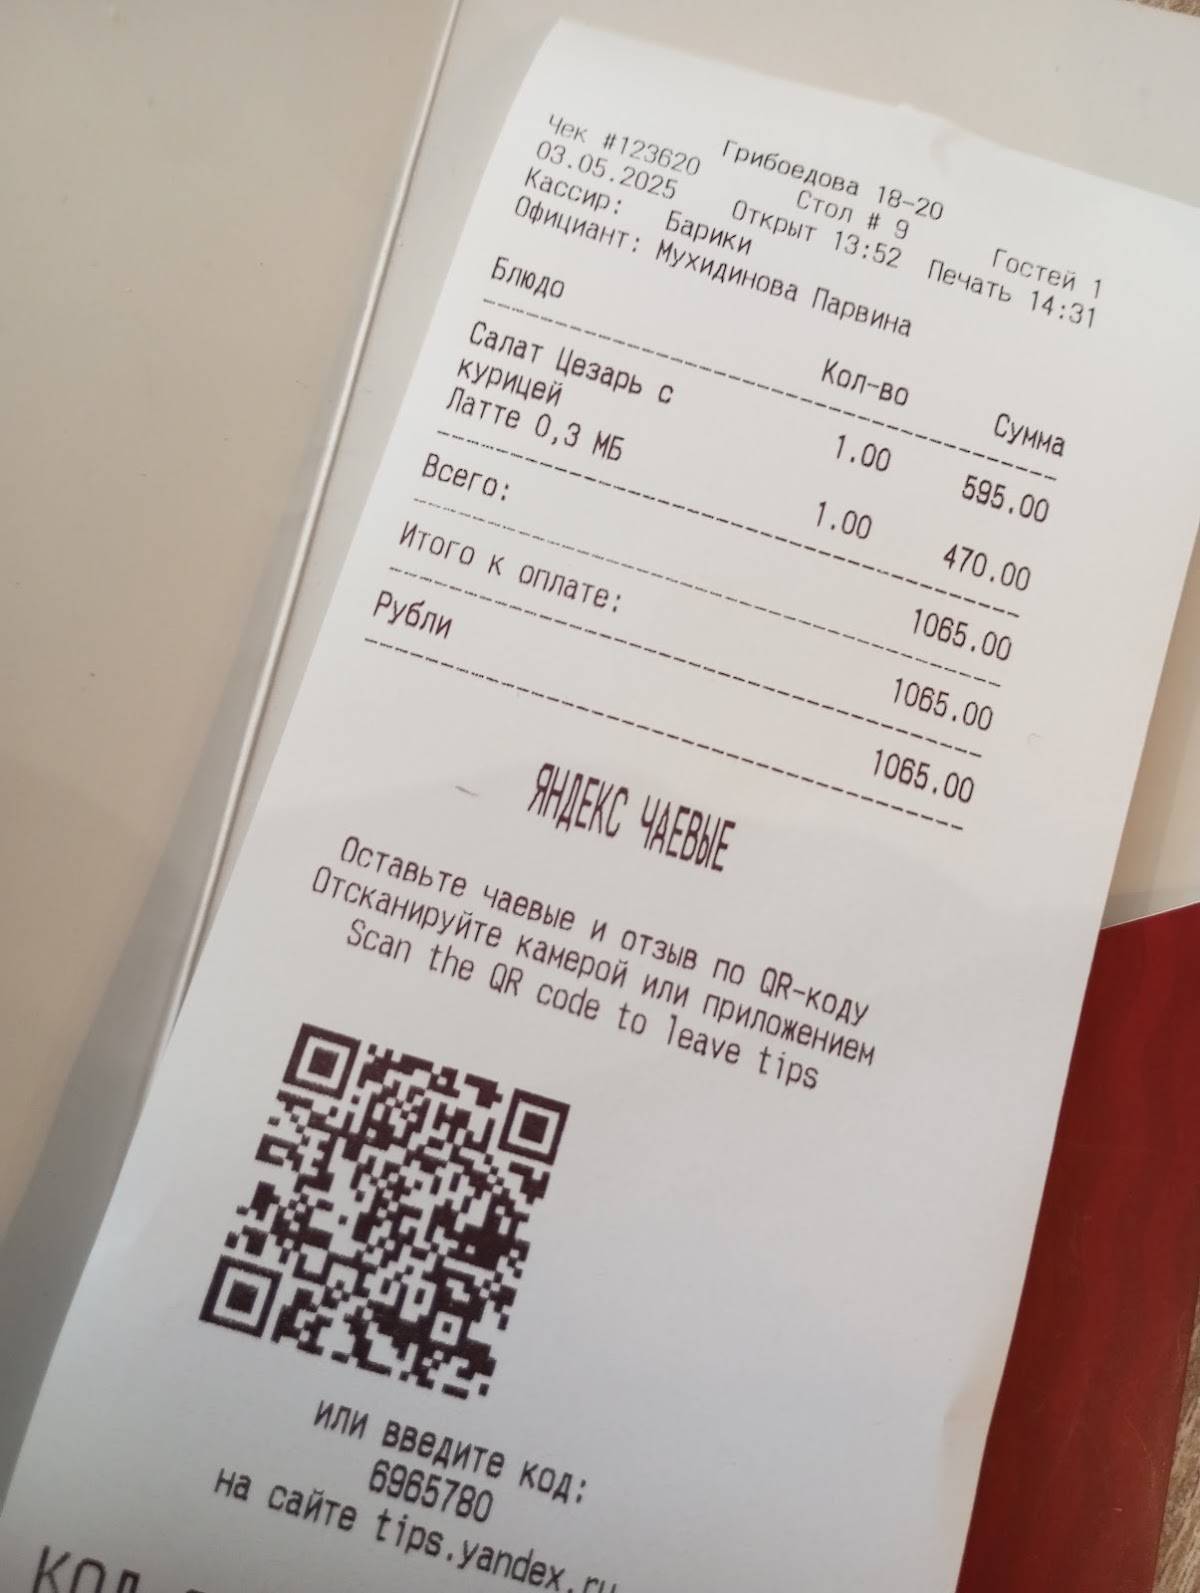 Грибоедова 18-20
Чек #123620 Стол # 9 Гостей 1
03.05.2025 Открыт 13:52 Печать 14:31
Кассир: Барики
Официант: Мухидинова Парвина
Блюдо Кол-во Сумма
Салат Цезарь с 1.00 595.00
курицей
Латте 0,3 МБ 1.00 470.00
Всего: 1065.00
Итого к оплате: 1065.00
Рубли 1065.00
ЯНДЕКС ЧАЕВЫЕ
Оставьте чаевые и отзыв по QR-коду
Отсканируйте камерой или приложением
Scan the QR code to leave tips
или введите код:
6965780
на сайте tips.yandex.ru
КОД